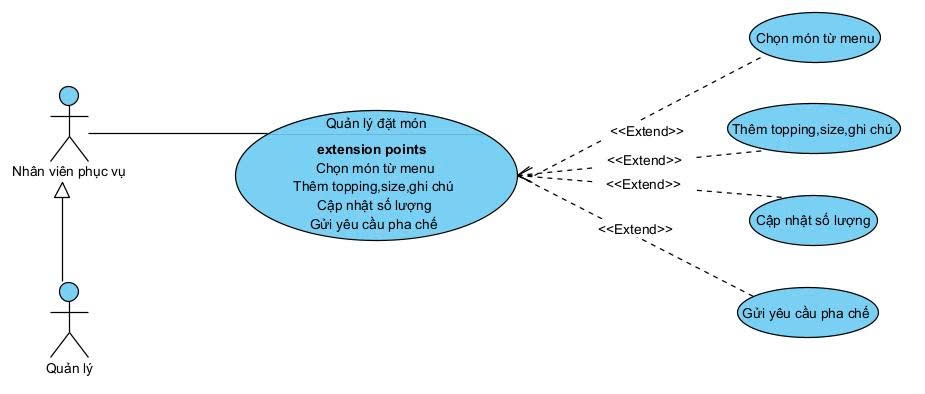 Nhân viên phục vụ
Quản lý
Quản lý đặt món
extension points
Chọn món từ menu
Thêm topping,size,ghi chú
Cập nhật số lượng
Gửi yêu cầu pha chế
<<Extend>>
<<Extend>>
<<Extend>>
<<Extend>>
Chọn món từ menu
Thêm topping,size,ghi chú
Cập nhật số lượng
Gửi yêu cầu pha chế